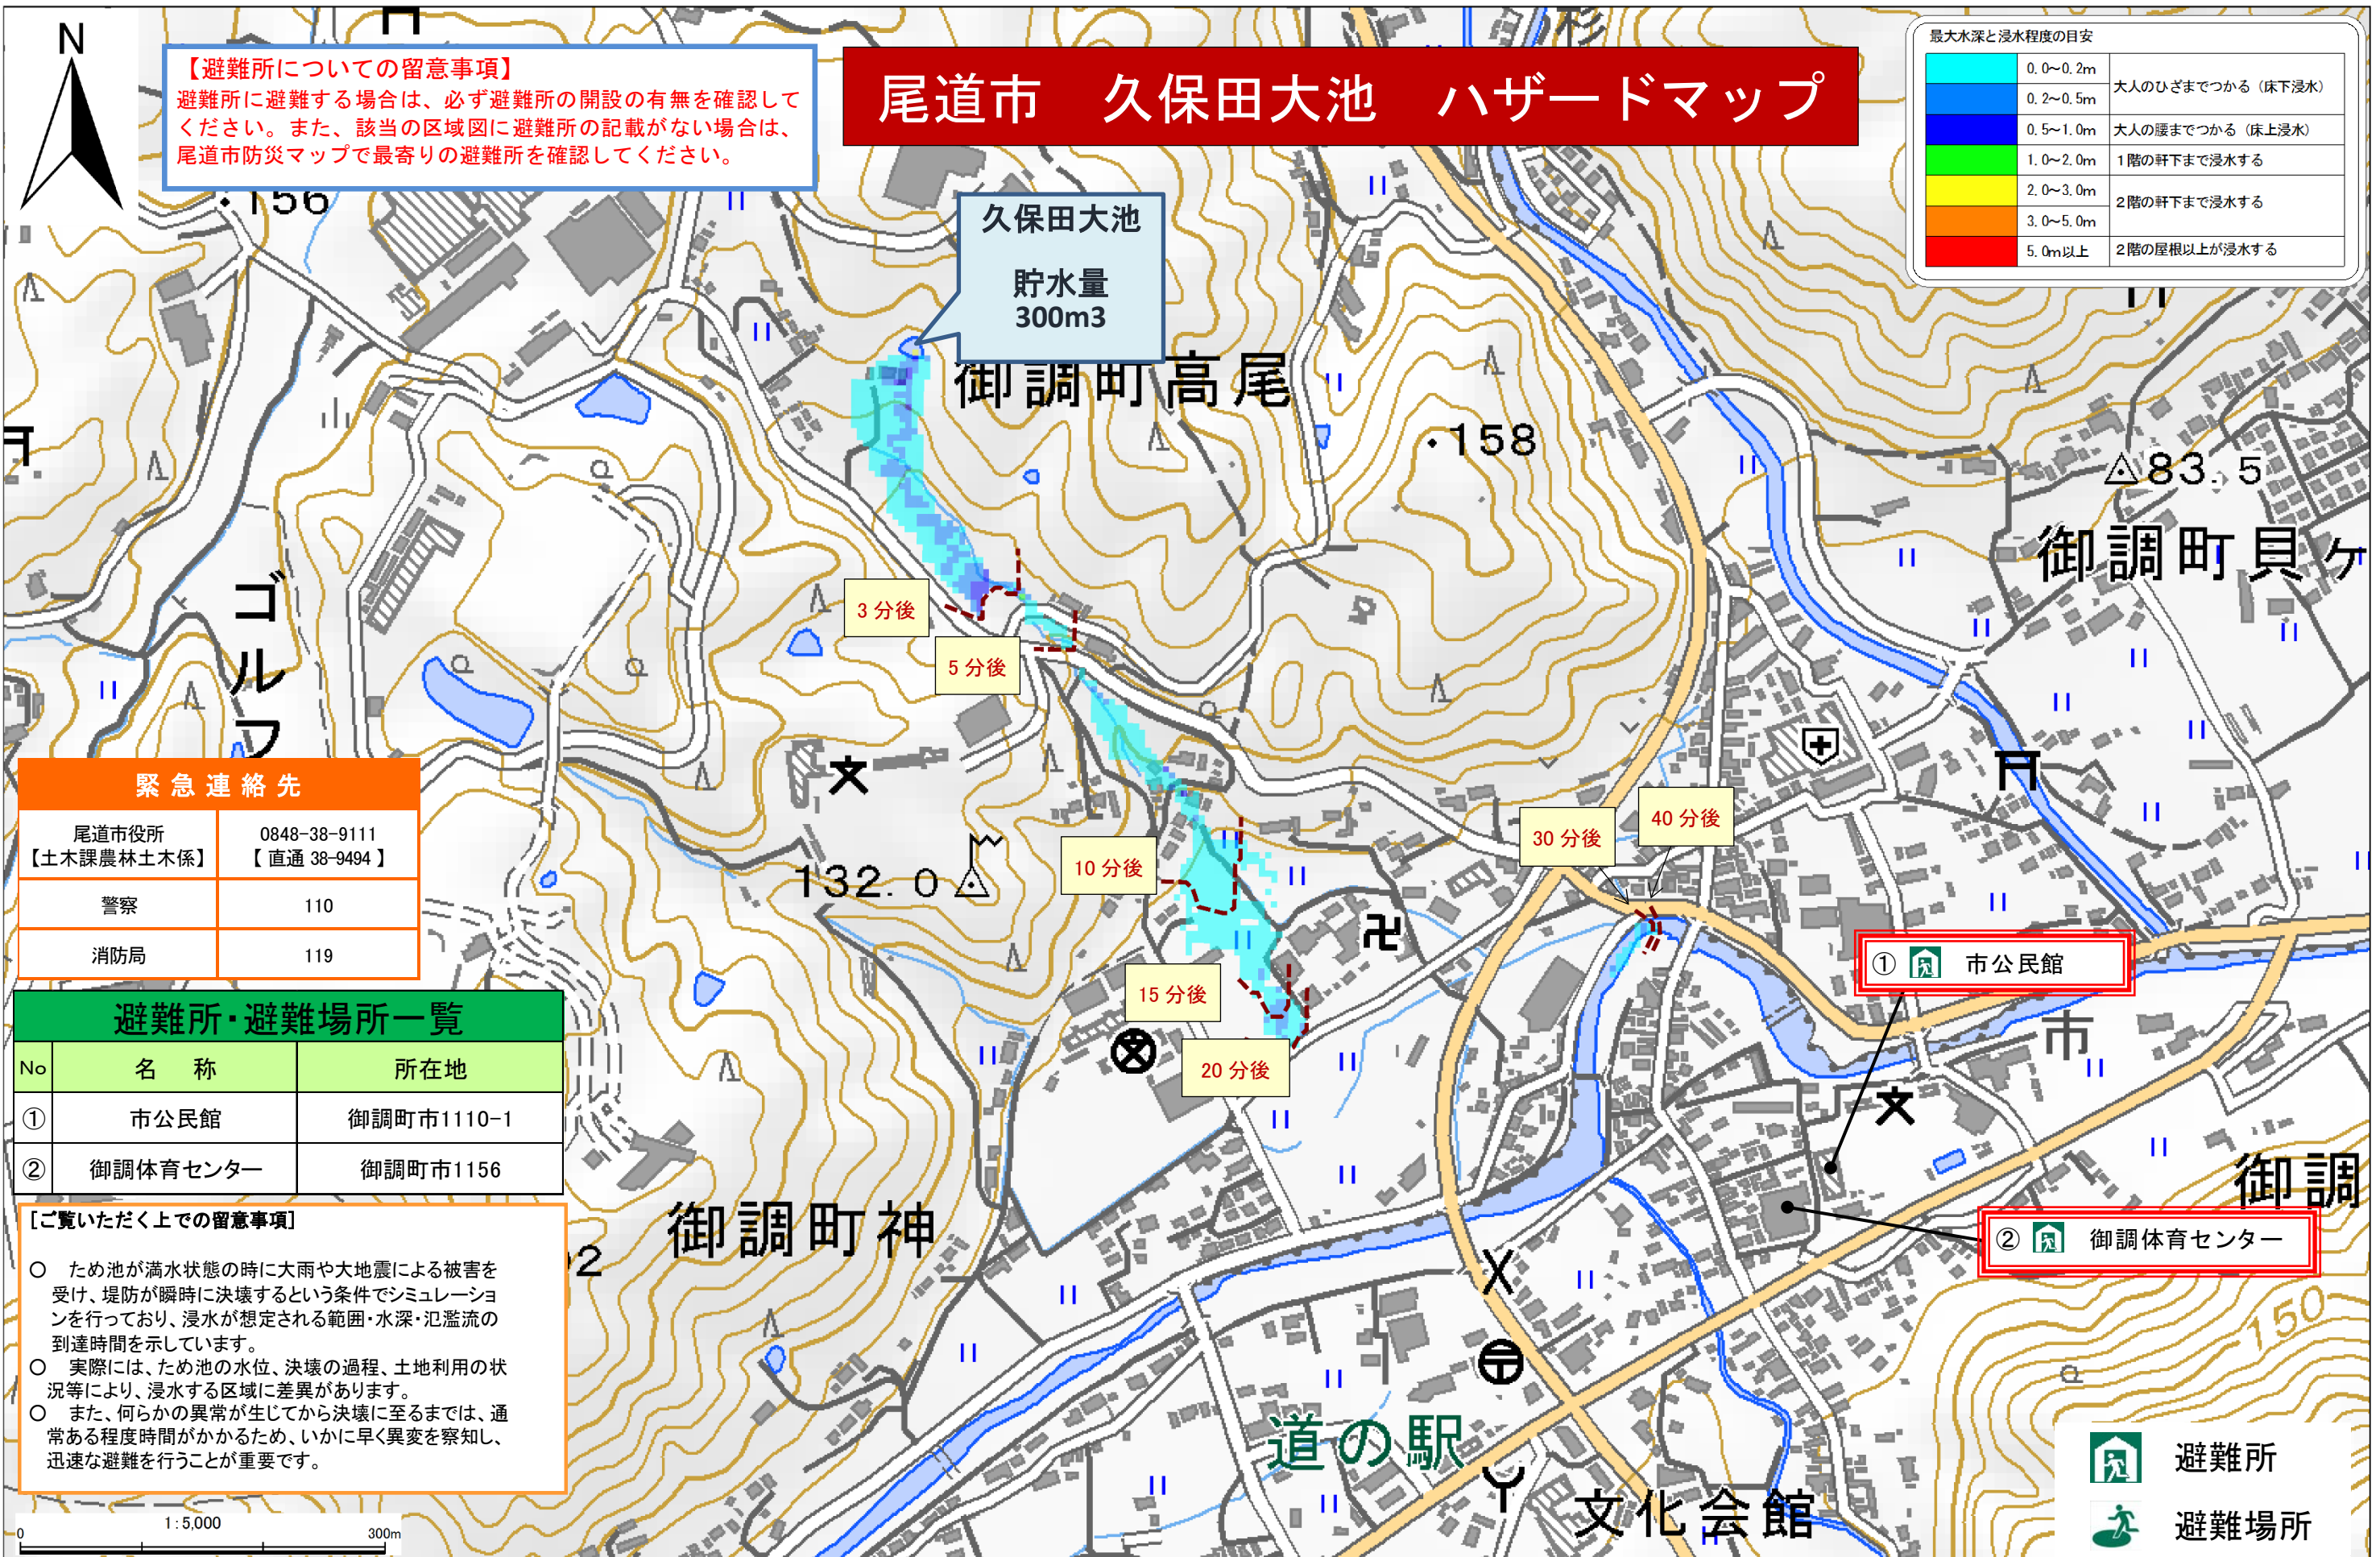 N
【避難所についての留意事項】
避難所に避難する場合は、必ず避難所の開設の有無を確認して
ください。また、該当の区域図に避難所の記載がない場合は、
尾道市防災マップで最寄りの避難所を確認してください。
尾道市　久保田大池　ハザードマップ
最大水深と浸水程度の目安
0.0～0.2m
大人のひざまでつかる（床下浸水）
0.2～0.5m
0.5～1.0m 大人の腰までつかる（床上浸水）
1.0～2.0m 1階の軒下まで浸水する
2.0～3.0m
2階の軒下まで浸水する
3.0～5.0m
5.0m以上 2階の屋根以上が浸水する
・156
久保田大池
貯水量
300m3
御調町高尾
・158
83.5
御調町貝ケ
ゴルフ
3分後
5分後
10分後
15分後
20分後
30分後
40分後
132.0
緊急連絡先
尾道市役所
【土木課農林土木係】
0848-38-9111
【直通 38-9494】
警察 110
消防局 119
避難所・避難場所一覧
No 名　称 所在地
① 市公民館 御調町市1110-1
② 御調体育センター 御調町市1156
① 市公民館
市
御調
② 御調体育センター
御調町神
150
道の駅
文化会館
[ご覧いただく上での留意事項]
○　ため池が満水状態の時に大雨や大地震による被害を
受け、堤防が瞬時に決壊するという条件でシミュレーショ
ンを行っており、浸水が想定される範囲・水深・氾濫流の
到達時間を示しています。
○　実際には、ため池の水位、決壊の過程、土地利用の状
況等により、浸水する区域に差異があります。
○　また、何らかの異常が生じてから決壊に至るまでは、通
常ある程度時間がかかるため、いかに早く異変を察知し、
迅速な避難を行うことが重要です。
1:5,000
0 300m
避難所
避難場所